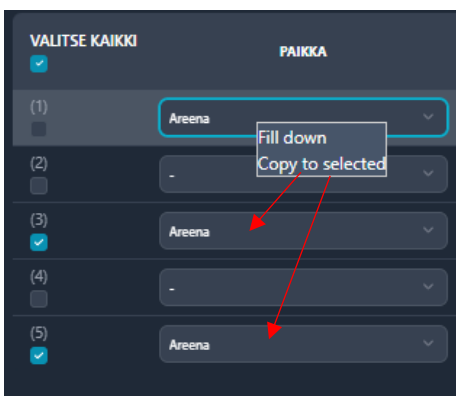 VALITSE KAIKKI
PAIKKA
(1)
Areena
Fill down
Copy to selected
(2)
-
(3)
Areena
(4)
-
(5)
Areena